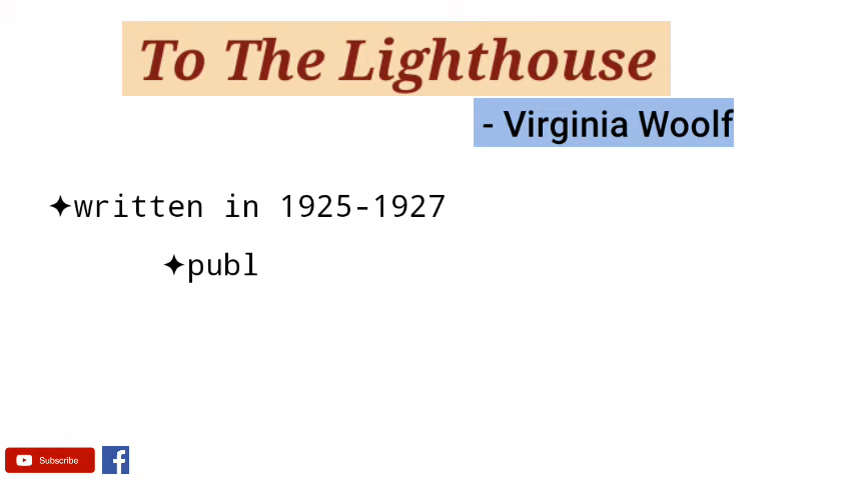 To The Lighthouse
- Virginia Woolf
✦written in 1925-1927
✦publ
Subscribe